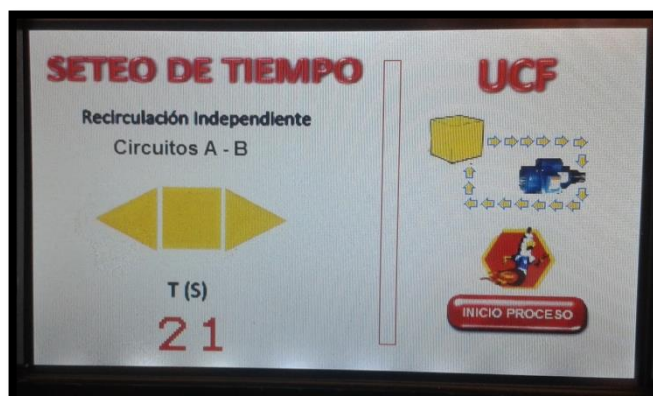 SETEO DE TIEMPO
Recirculación Independiente
Circuitos A - B
T (S)
21
UCF
INICIO PROCESO